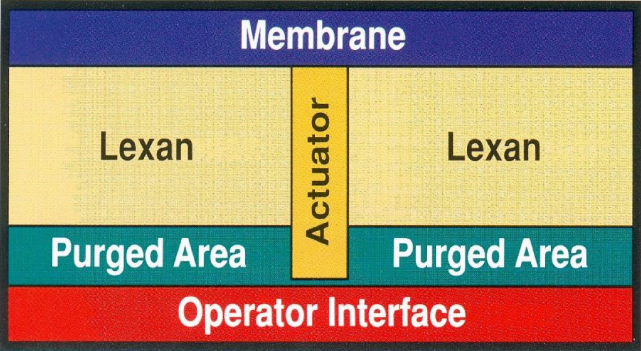 Membrane
Lexan
Actuator
Lexan
Purged Area
Purged Area
Operator Interface